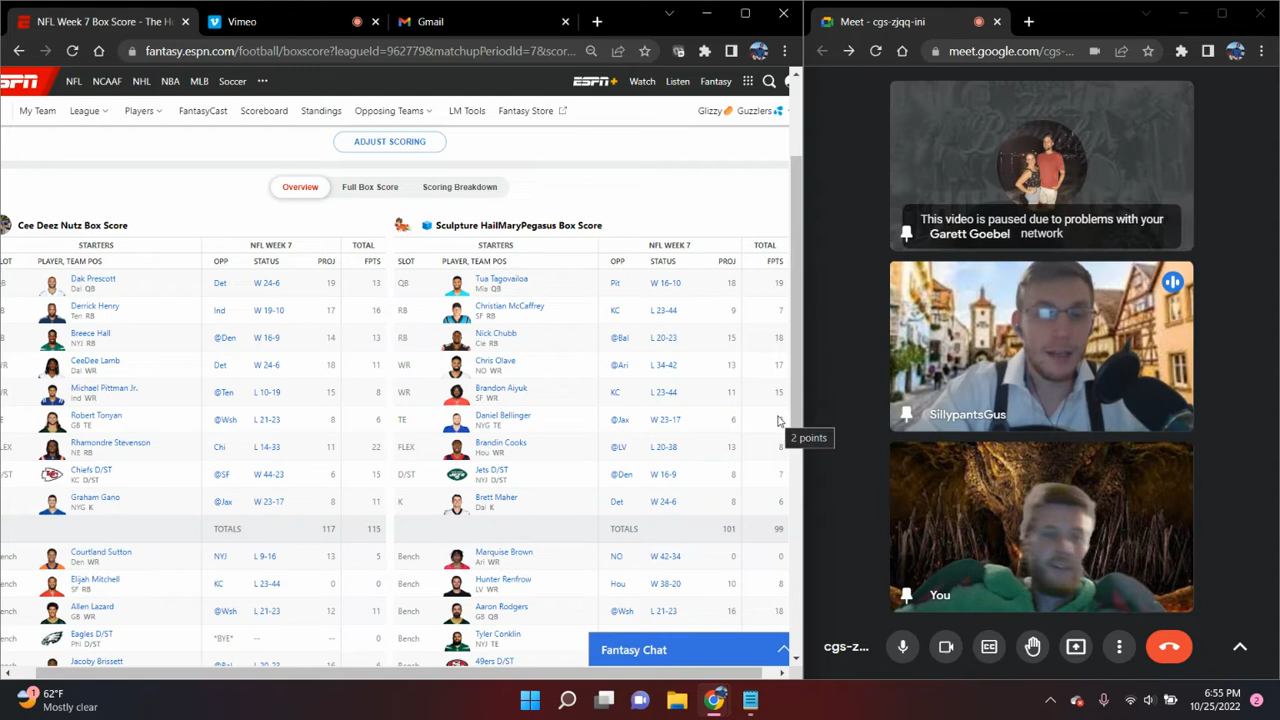 NFL Week 7 Box Score - The Ho
Vimeo
Gmail
Meet - cgs-zjqq-ini
fantasy.espn.com/football/boxscore?leagueId=962779&matchupPeriodId=7&scor...
meet.google.com/cgs-...
NFL NCAAF NHL NBA MLB Soccer ...
ESPN+ Watch Listen Fantasy
My Team League Players FantasyCast Scoreboard Standings Opposing Teams LM Tools Fantasy Store Glizzy Guzzlers
ADJUST SCORING
Overview Full Box Score Scoring Breakdown
Cee Deez Nutz Box Score
STARTERS NFL WEEK 7 TOTAL
PLAYER, TEAM POS OPP STATUS PROJ FPTS
Dak Prescott
Dal QB
Det W 24-6 19 13
Derrick Henry
Ten RB
Ind W 19-10 17 16
Breece Hall
NYJ RB
@Den W 16-9 14 13
CeeDee Lamb
Dal WR
Det W 24-6 18 11
Michael Pittman Jr.
Ind WR
@Ten L 10-19 15 8
Robert Tonyan
GB TE
@Wsh L 21-23 8 6
Rhamondre Stevenson
NE RB
Chi L 14-33 11 22
Chiefs D/ST
KC D/ST
@SF W 44-23 6 15
Graham Gano
NYG K
@Jax W 23-17 8 11
TOTALS 117 115
Bench
Courtland Sutton
Den WR
NYJ L 9-16 13 5
Elijah Mitchell
SF RB
KC L 23-44 0 0
Allen Lazard
GB WR
@Wsh L 21-23 12 11
Eagles D/ST
Phi D/ST
*BYE* -- -- 0
Jacoby Brissett
Sculpture HailMaryPegasus Box Score
STARTERS NFL WEEK 7 TOTAL
SLOT PLAYER, TEAM POS OPP STATUS PROJ FPTS
QB
Tua Tagovailoa
Mia QB
Pit W 16-10 18 19
RB
Christian McCaffrey
SF RB
KC L 23-44 9 7
RB
Nick Chubb
Cle RB
@Bal L 20-23 15 18
WR
Chris Olave
NO WR
@Ari L 34-42 13 17
WR
Brandon Aiyuk
SF WR
KC L 23-44 11 15
TE
Daniel Bellinger
NYG TE
@Jax W 23-17 6
2 points
FLEX
Brandin Cooks
Hou WR
@LV L 20-38 13 8
D/ST
Jets D/ST
NYJ D/ST
@Den W 16-9 8 7
K
Brett Maher
Dal K
Det W 24-6 8 6
TOTALS 101 99
Bench
Marquise Brown
Ari WR
NO W 42-34 0 0
Bench
Hunter Renfrow
LV WR
Hou W 38-20 10 8
Bench
Aaron Rodgers
GB QB
@Wsh L 21-23 16 18
Bench
Tyler Conklin
NYJ TE
Bench
49ers D/ST
Fantasy Chat
This video is paused due to problems with your
network
Garett Goebel
SillypantsGus
You
cgs-z...
62°F
Mostly clear
6:55 PM
10/25/2022